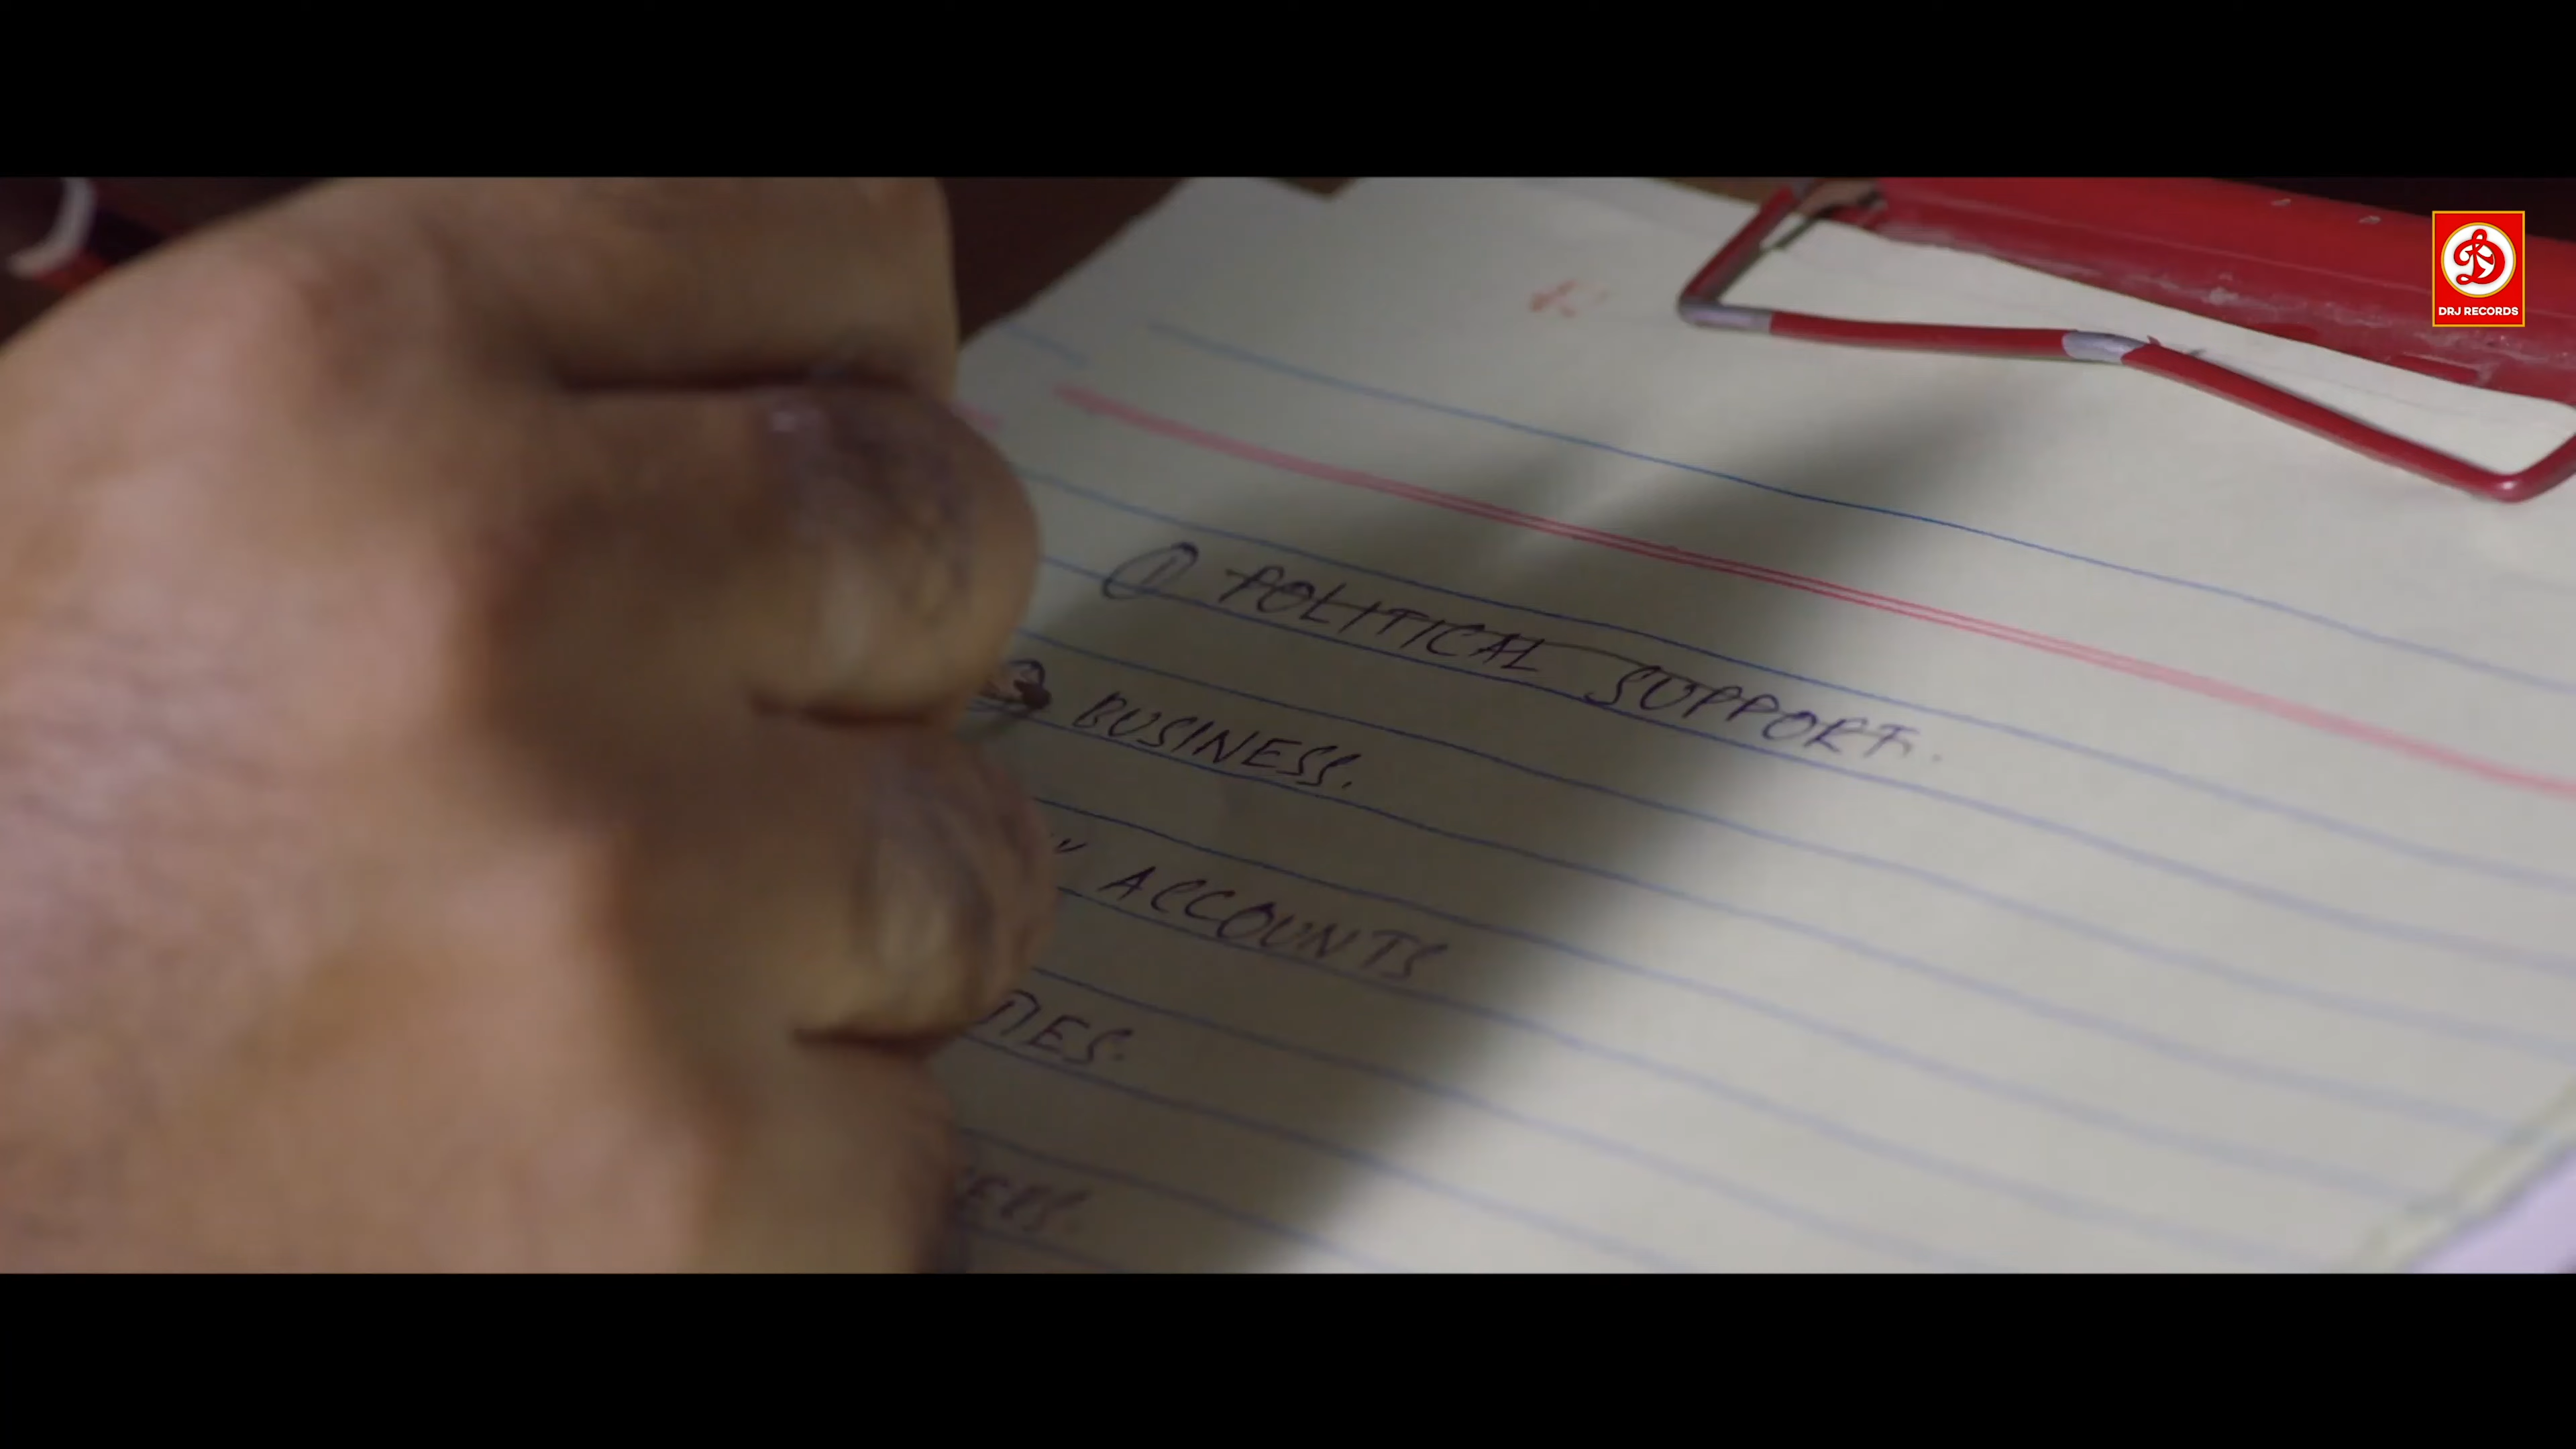 DRJ RECORDS
① POLITICAL SUPPORT.
BUSINESS.
" ACCOUNTS